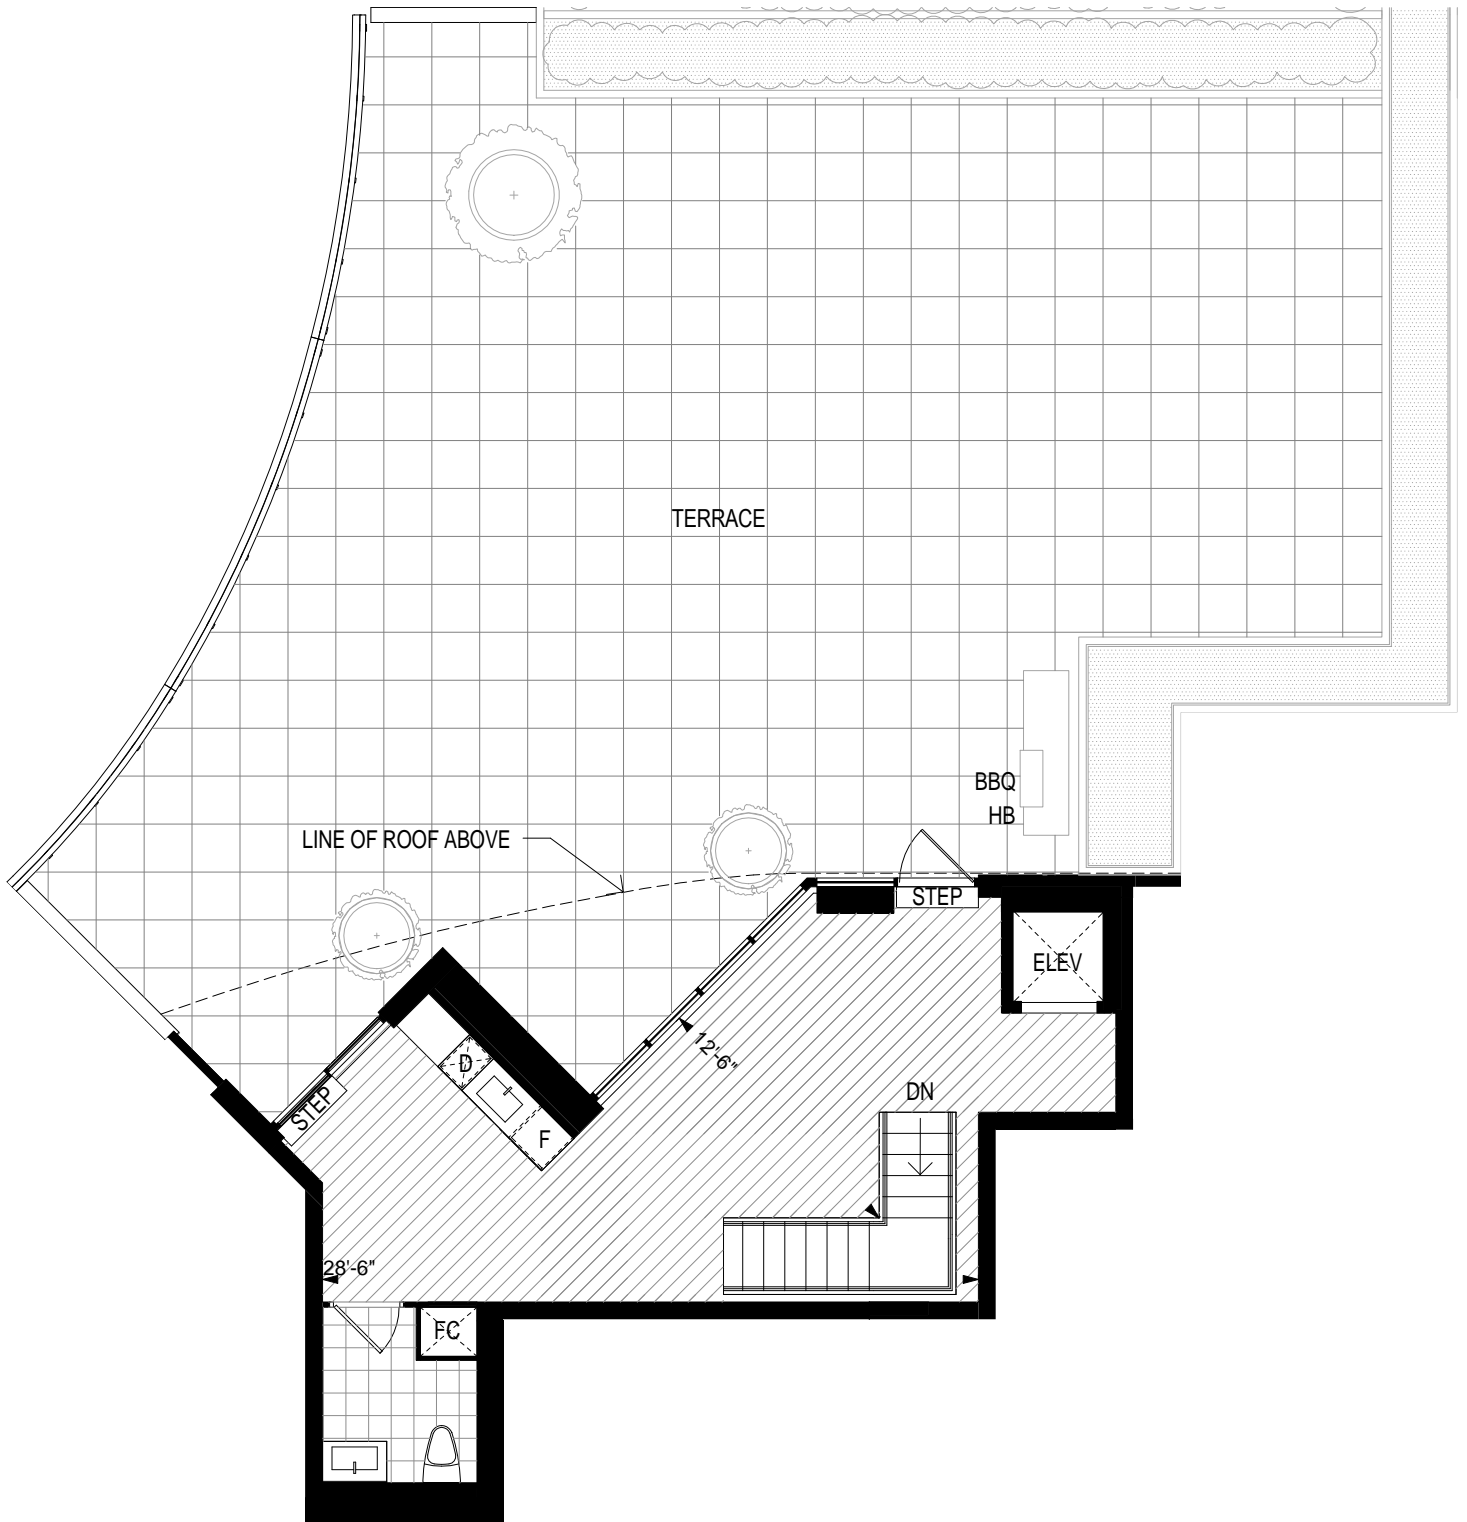 TERRACE
BBQ
HB
LINE OF ROOF ABOVE
STEP
ELEV
12'-6"
D
DN
STEP
F
28'-6"
FC